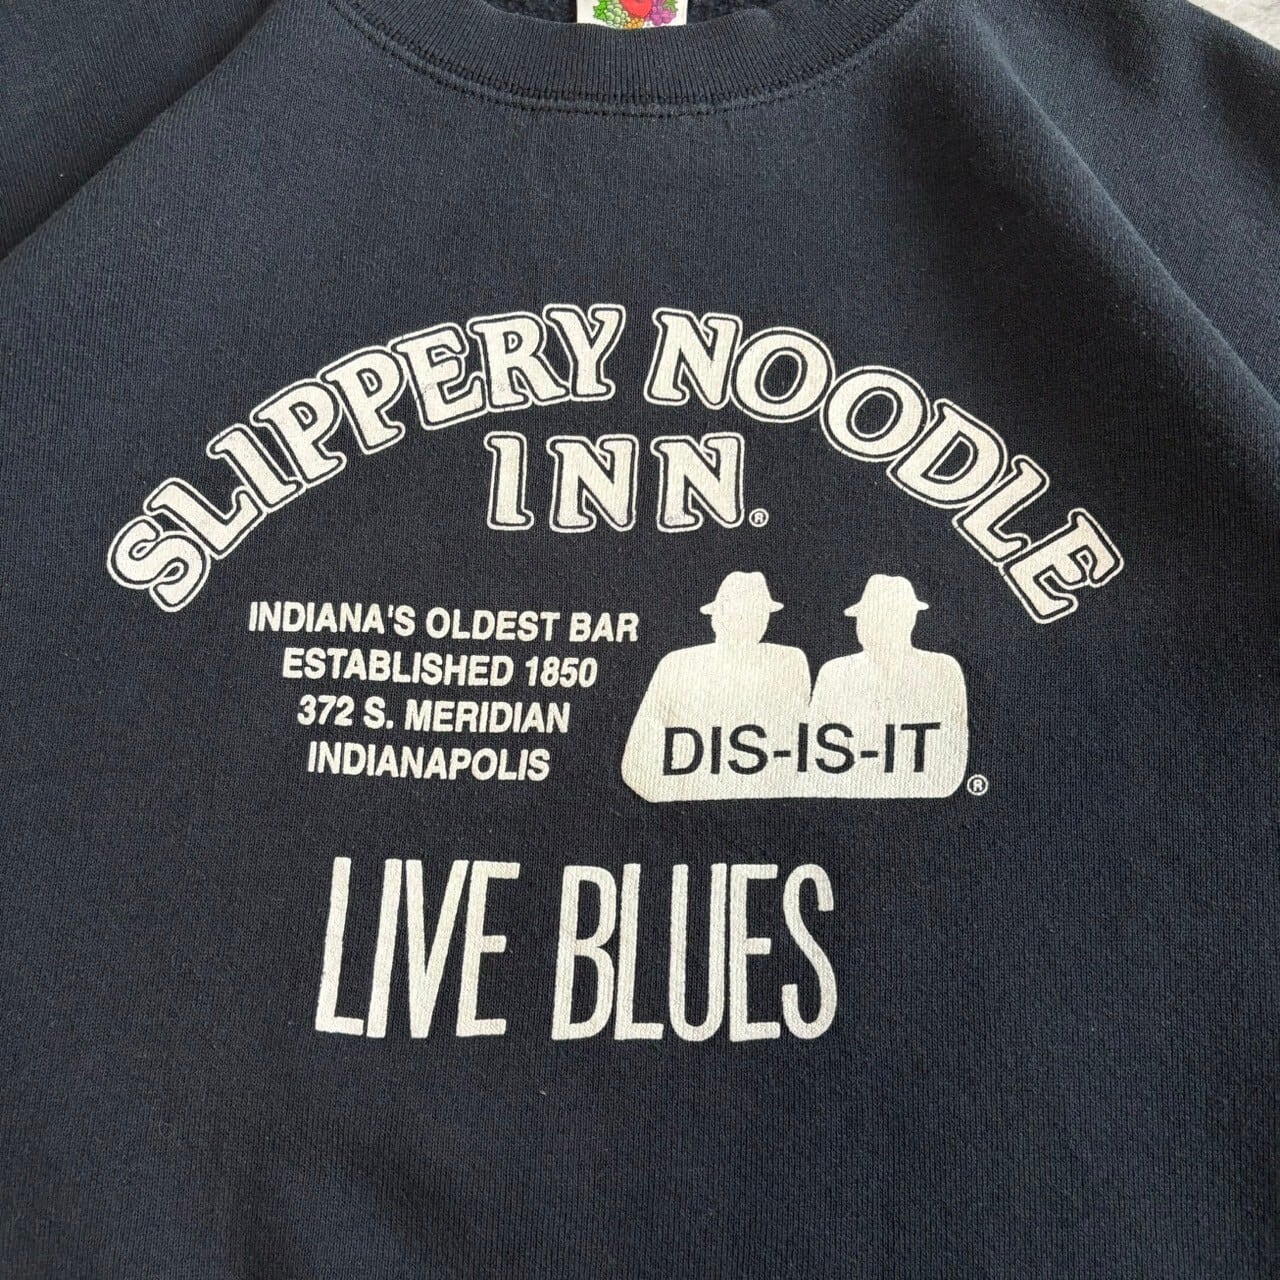 SLIPPERY NOODLE
INN®
INDIANA'S OLDEST BAR
ESTABLISHED 1850
372 S. MERIDIAN
INDIANAPOLIS
DIS-IS-IT®
LIVE BLUES